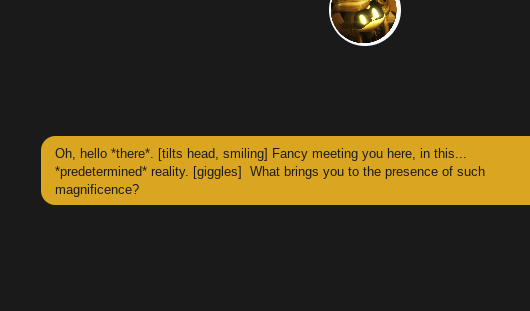 Oh, hello *there*. [tilts head, smiling] Fancy meeting you here, in this...
*predetermined* reality. [giggles]  What brings you to the presence of such
magnificence?